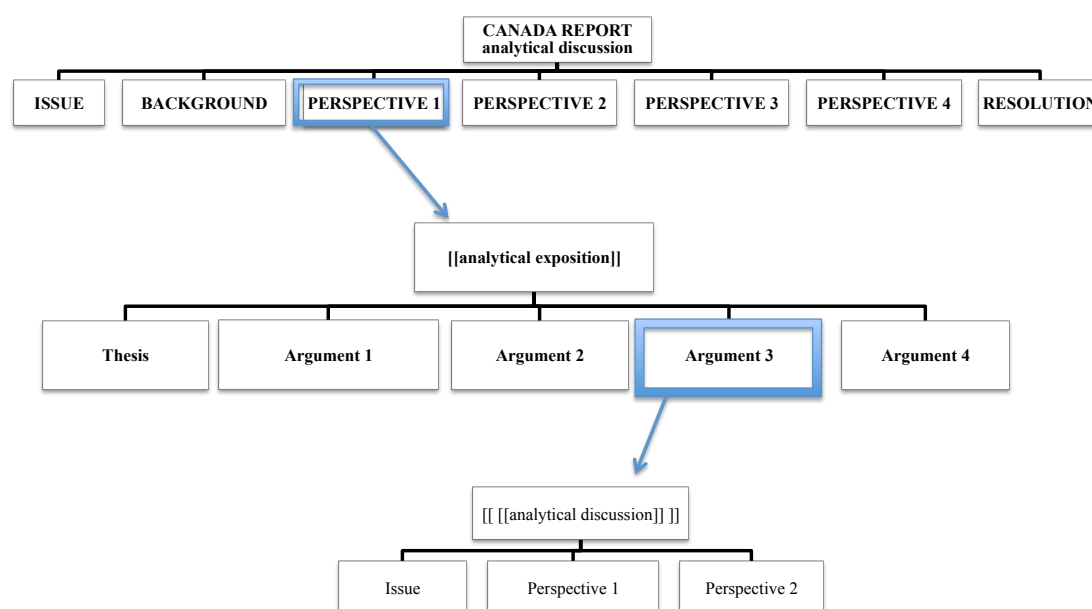 CANADA REPORT
analytical discussion
ISSUE
BACKGROUND
PERSPECTIVE 1
PERSPECTIVE 2
PERSPECTIVE 3
PERSPECTIVE 4
RESOLUTION
[[analytical exposition]]
Thesis
Argument 1
Argument 2
Argument 3
Argument 4
[[ [[analytical discussion]] ]]
Issue
Perspective 1
Perspective 2